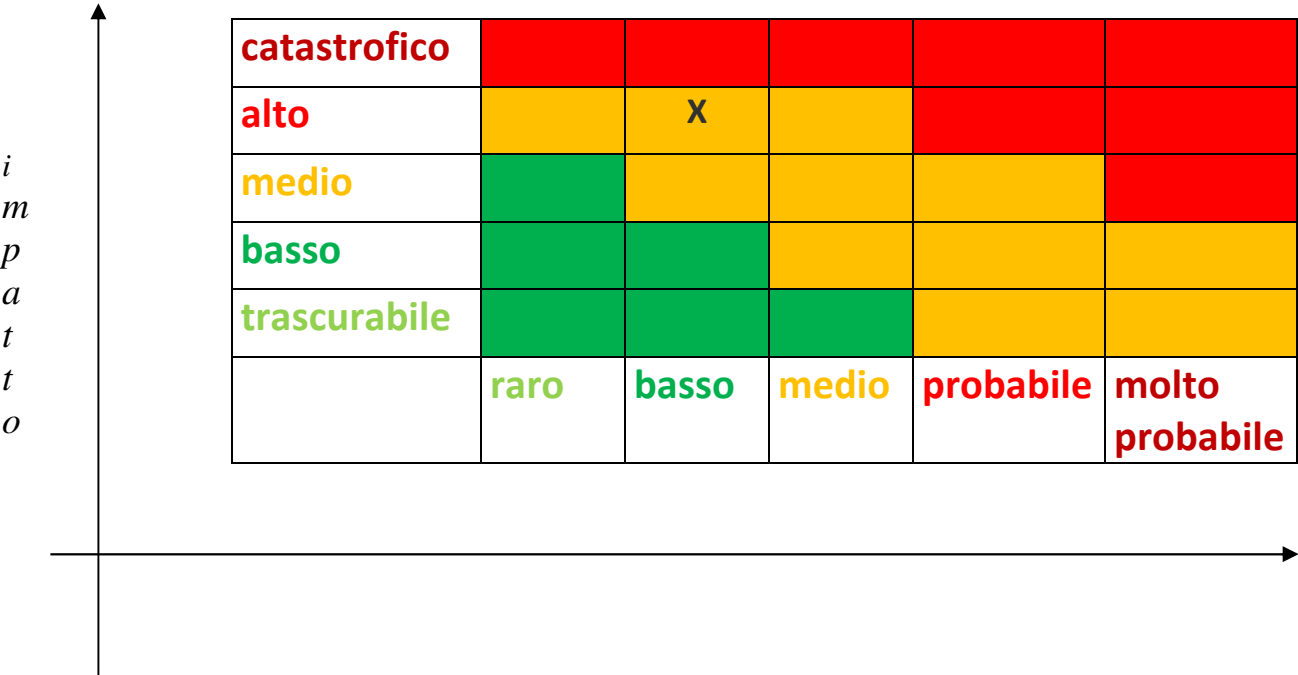 i
m
p
a
t
t
o
catastrofico
alto X
medio
basso
trascurabile
raro basso medio probabile molto
probabile